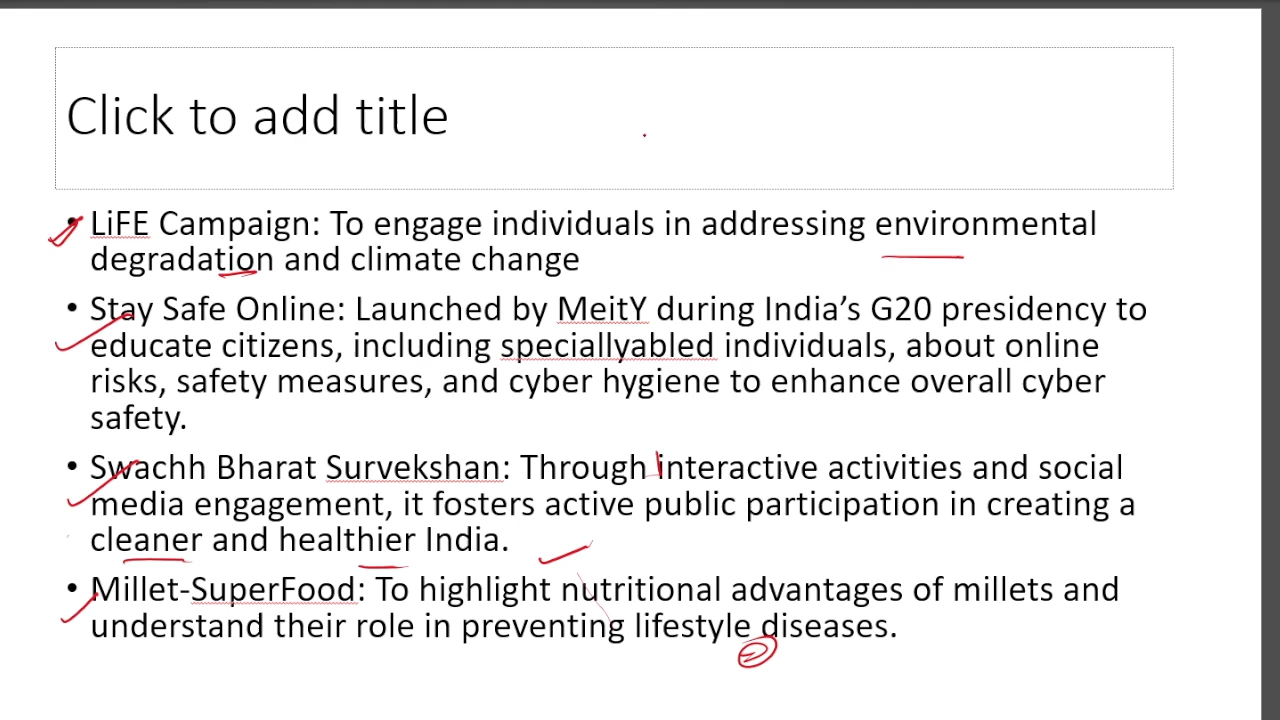 Click to add title
• LiFE Campaign: To engage individuals in addressing environmental
degradation and climate change
• Stay Safe Online: Launched by MeitY during India’s G20 presidency to
educate citizens, including speciallyabled individuals, about online
risks, safety measures, and cyber hygiene to enhance overall cyber
safety.
• Swachh Bharat Survekshan: Through interactive activities and social
media engagement, it fosters active public participation in creating a
cleaner and healthier India.
• Millet-SuperFood: To highlight nutritional advantages of millets and
understand their role in preventing lifestyle diseases.